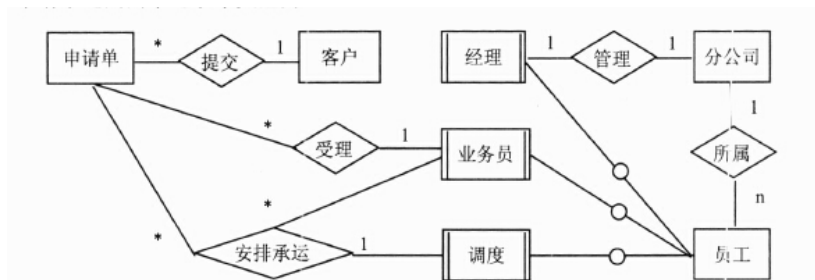 申请单 * 提交 1 客户 经理 1 管理 1 分公司
1
* 受理 1 业务员 所属
* n
* 安排承运 1 调度 员工